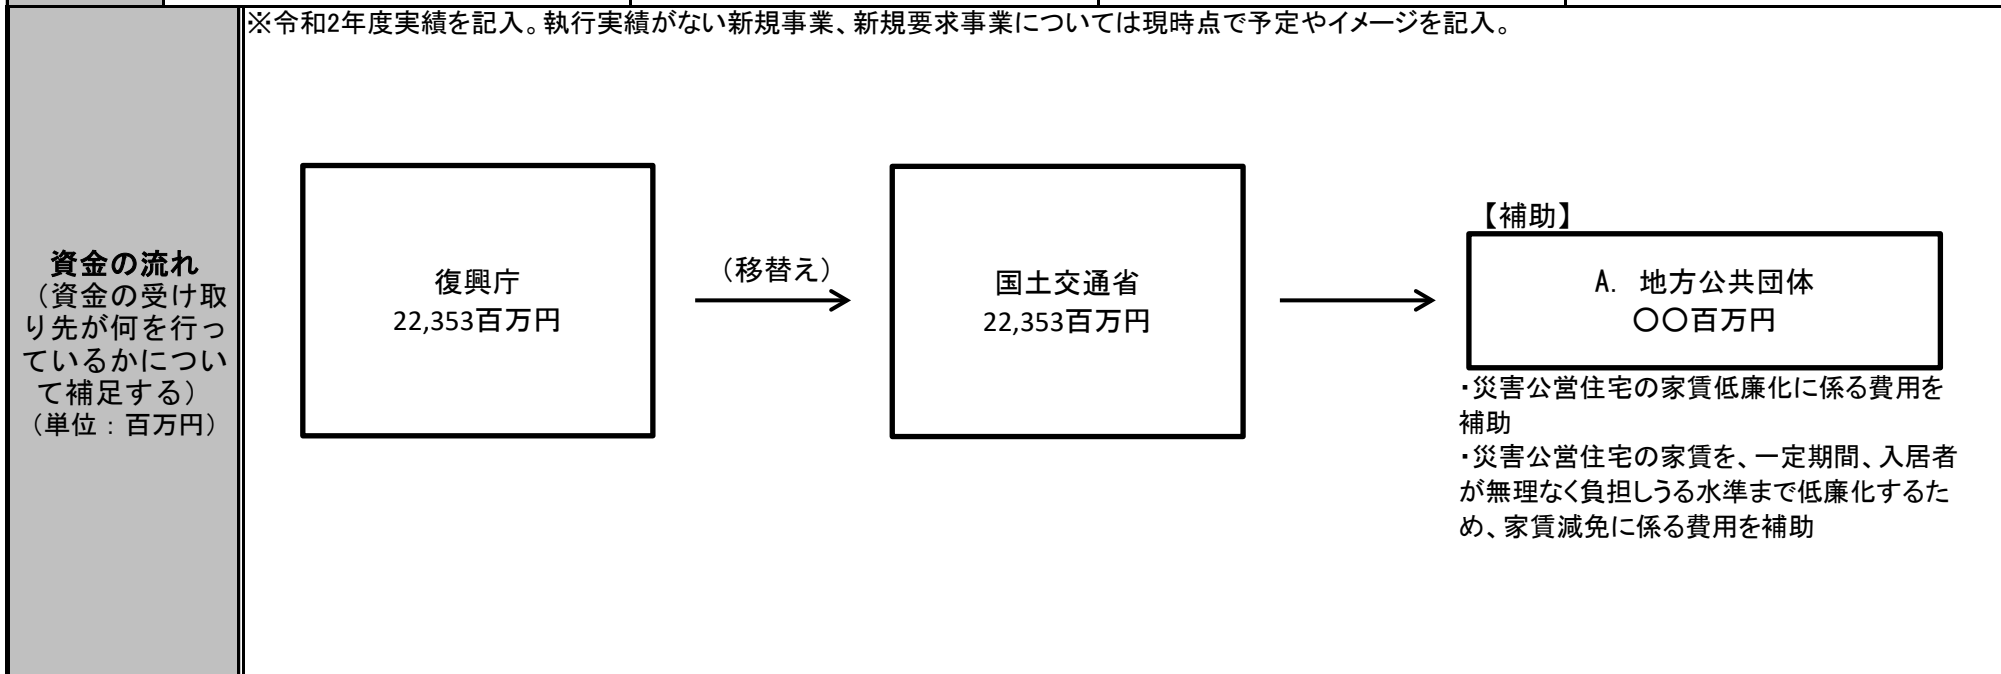 ※令和2年度実績を記入。執行実績がない新規事業、新規要求事業については現時点で予定やイメージを記入。
資金の流れ
（資金の受け取
り先が何を行っ
ているかについ
て補足する）
（単位：百万円）
復興庁
22,353百万円
（移替え）
国土交通省
22,353百万円
【補助】
A. 地方公共団体
〇〇百万円
・災害公営住宅の家賃低廉化に係る費用を
補助
・災害公営住宅の家賃を、一定期間、入居者
が無理なく負担しうる水準まで低廉化するた
め、家賃減免に係る費用を補助